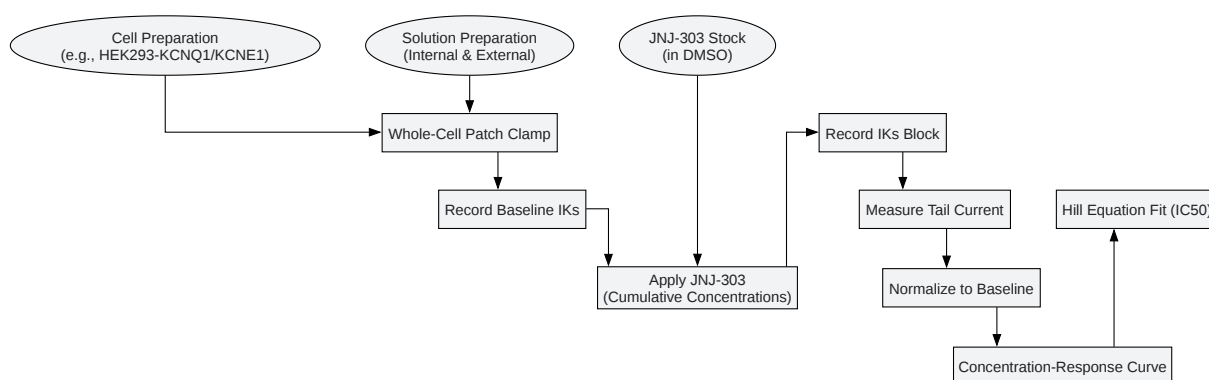 Cell Preparation
(e.g., HEK293-KCNQ1/KCNE1)
Solution Preparation
(Internal & External)
JNJ-303 Stock
(in DMSO)
Whole-Cell Patch Clamp
Record IKs Block
Record Baseline IKs
Measure Tail Current
Hill Equation Fit (IC50)
Apply JNJ-303
(Cumulative Concentrations)
Normalize to Baseline
Concentration-Response Curve